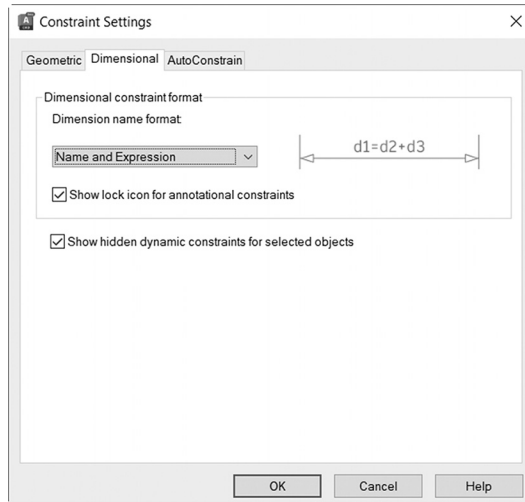 Constraint Settings
Geometric Dimensional AutoConstrain
Dimensional constraint format
Dimension name format:
Name and Expression
d1=d2+d3
Show lock icon for annotational constraints
Show hidden dynamic constraints for selected objects
OK Cancel Help